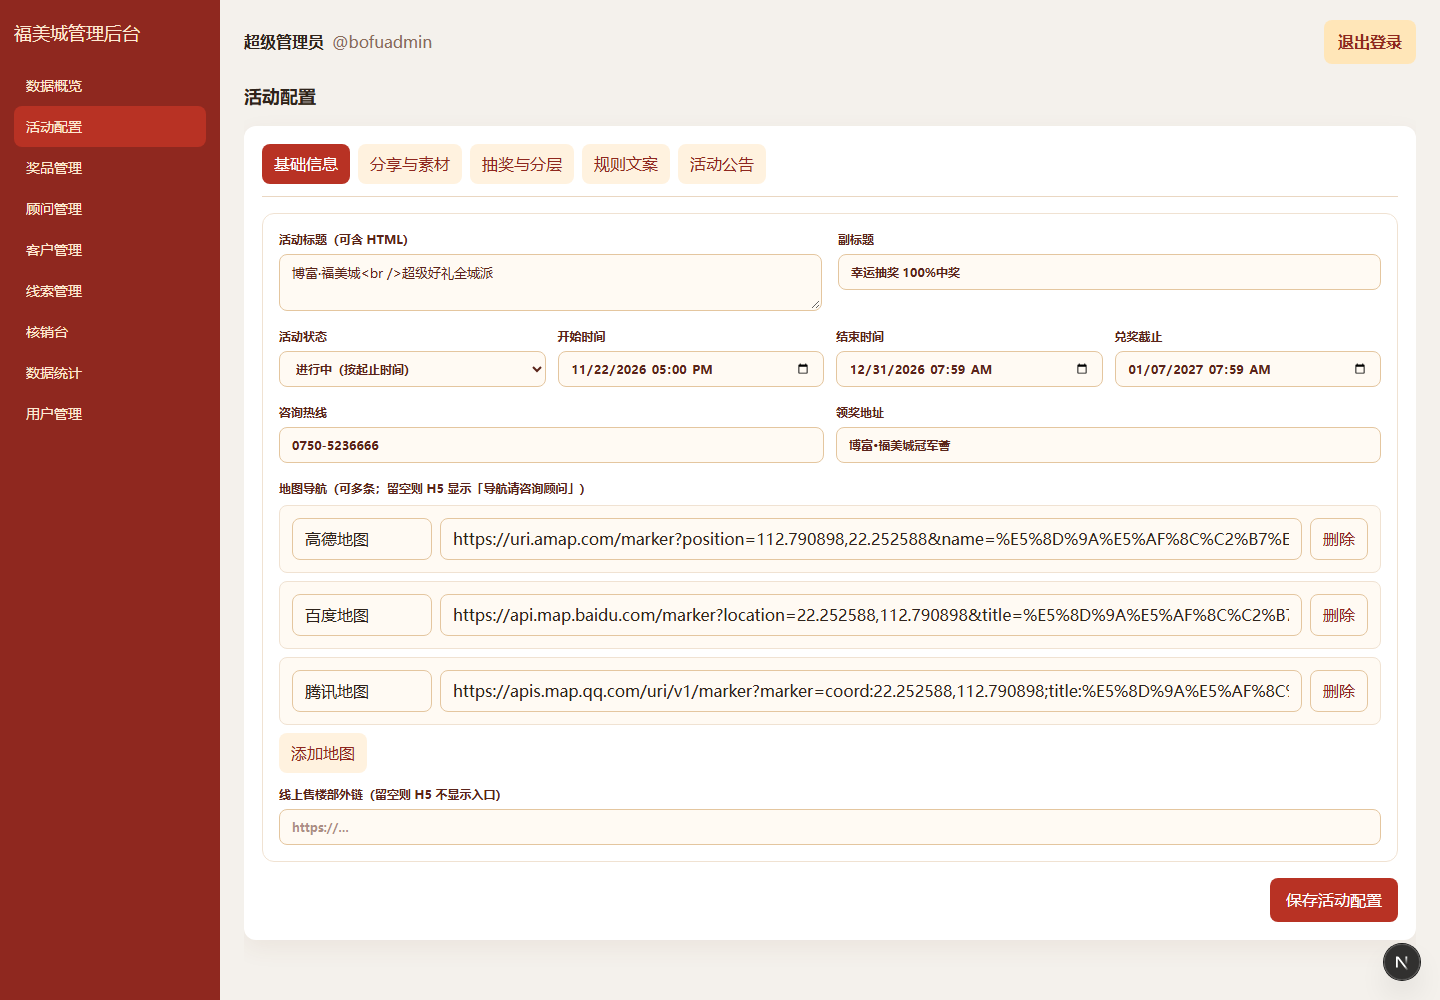 福美城管理后台
数据概览
活动配置
奖品管理
顾问管理
客户管理
线索管理
核销台
数据统计
用户管理
超级管理员 @bofuadmin
退出登录
活动配置
基础信息 分享与素材 抽奖与分层 规则文案 活动公告
活动标题（可含 HTML） 副标题
博富·福美城<br />超级好礼全城派 幸运抽奖 100%中奖
活动状态 开始时间 结束时间 兑奖截止
进行中（按起止时间） 11/22/2026 05:00 PM 12/31/2026 07:59 AM 01/07/2027 07:59 AM
咨询热线 领奖地址
0750-5236666 博富•福美城冠军薈
地图导航（可多条；留空则 H5 显示「导航请咨询顾问」）
高德地图 https://uri.amap.com/marker?position=112.790898,22.252588&name=%E5%8D%9A%E5%AF%8C%C2%B7%E 删除
百度地图 https://api.map.baidu.com/marker?location=22.252588,112.790898&title=%E5%8D%9A%E5%AF%8C%C2%B7 删除
腾讯地图 https://apis.map.qq.com/uri/v1/marker?marker=coord:22.252588,112.790898;title:%E5%8D%9A%E5%AF%8C% 删除
添加地图
线上售楼部外链（留空则 H5 不显示入口）
https://...
保存活动配置
N